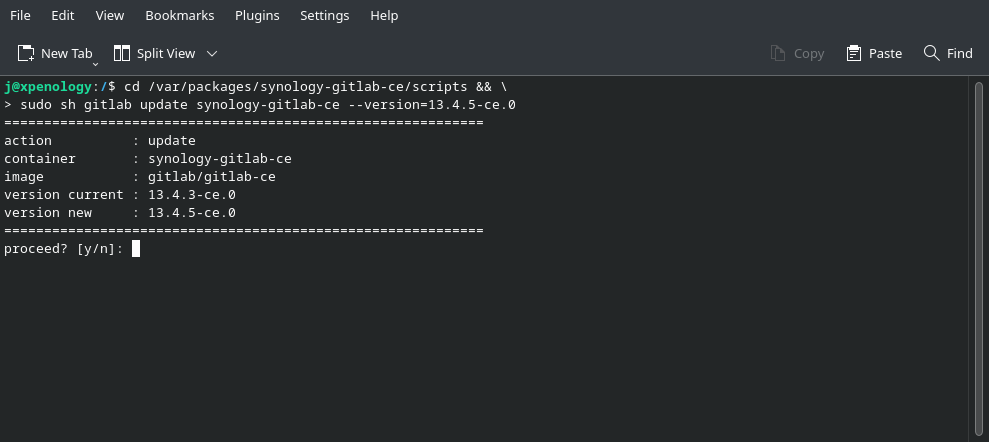 File Edit View Bookmarks Plugins Settings Help
New Tab Split View Copy Paste Find
j@xpenology:/$ cd /var/packages/synology-gitlab-ce/scripts && \
> sudo sh gitlab update synology-gitlab-ce --version=13.4.5-ce.0
============================================================
action          : update
container       : synology-gitlab-ce
image           : gitlab/gitlab-ce
version current : 13.4.3-ce.0
version new     : 13.4.5-ce.0
============================================================
proceed? [y/n]: